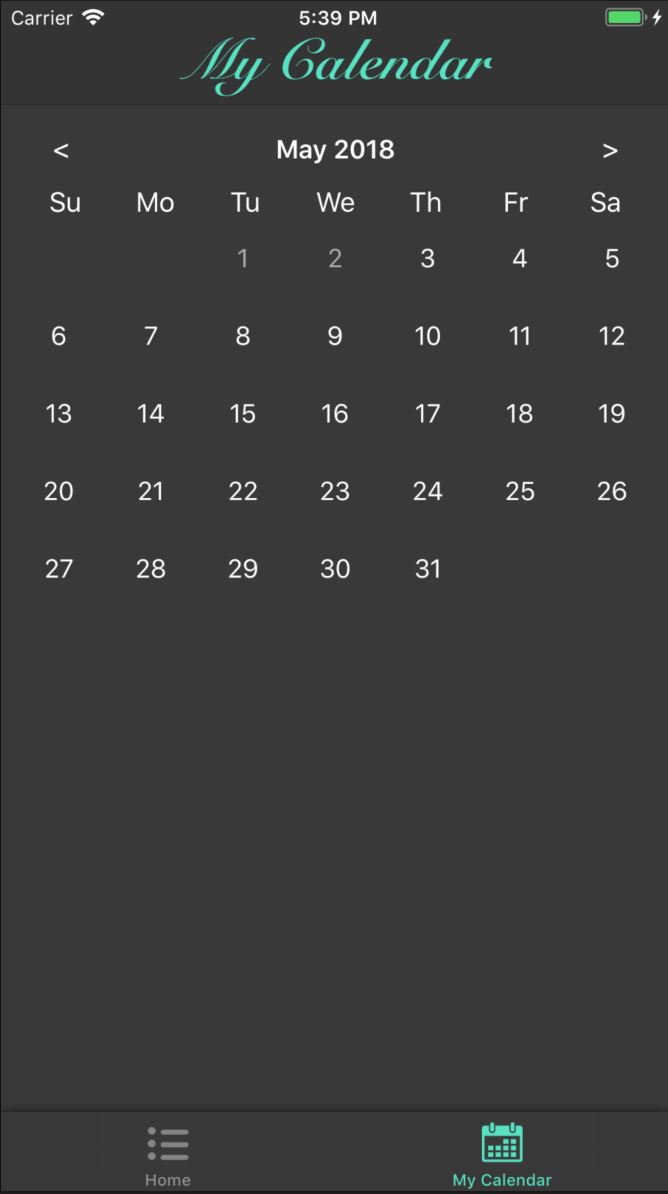 Carrier 5:39 PM
My Calendar
< May 2018 >
Su Mo Tu We Th Fr Sa
1 2 3 4 5
6 7 8 9 10 11 12
13 14 15 16 17 18 19
20 21 22 23 24 25 26
27 28 29 30 31
Home My Calendar